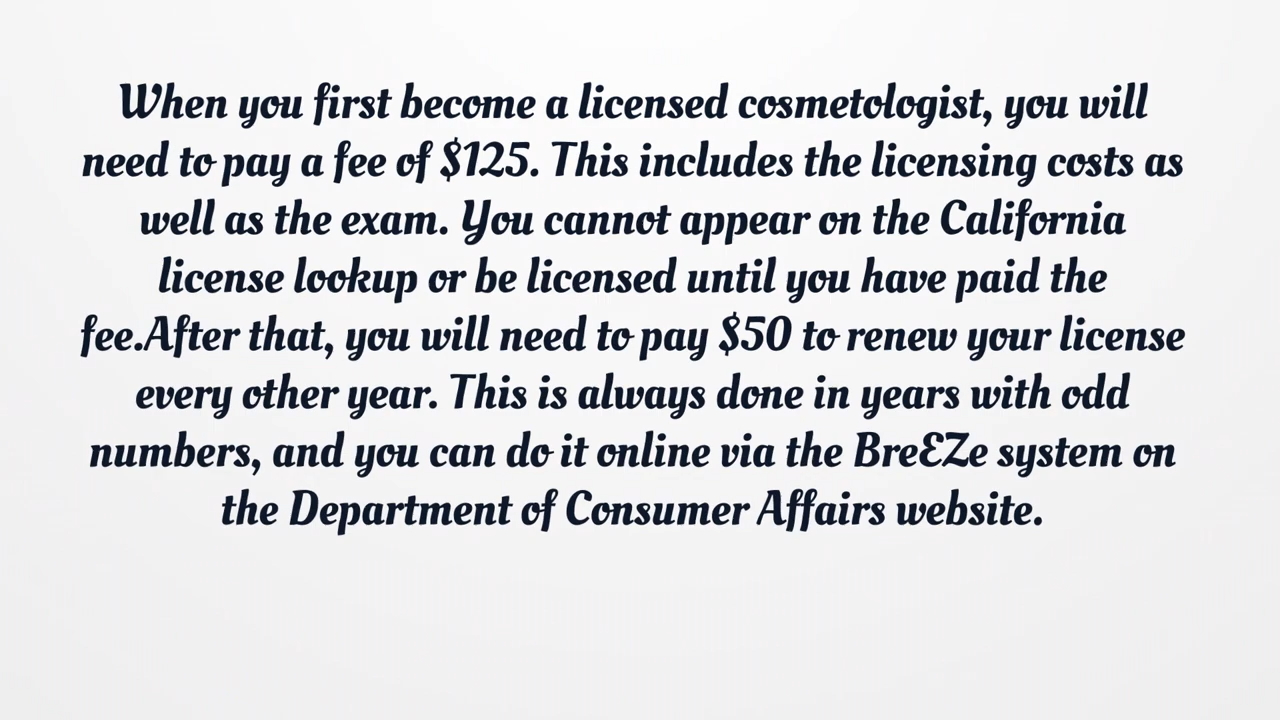 When you first become a licensed cosmetologist, you will
need to pay a fee of $125. This includes the licensing costs as
well as the exam. You cannot appear on the California
license lookup or be licensed until you have paid the
fee.After that, you will need to pay $50 to renew your license
every other year. This is always done in years with odd
numbers, and you can do it online via the BreEZe system on
the Department of Consumer Affairs website.